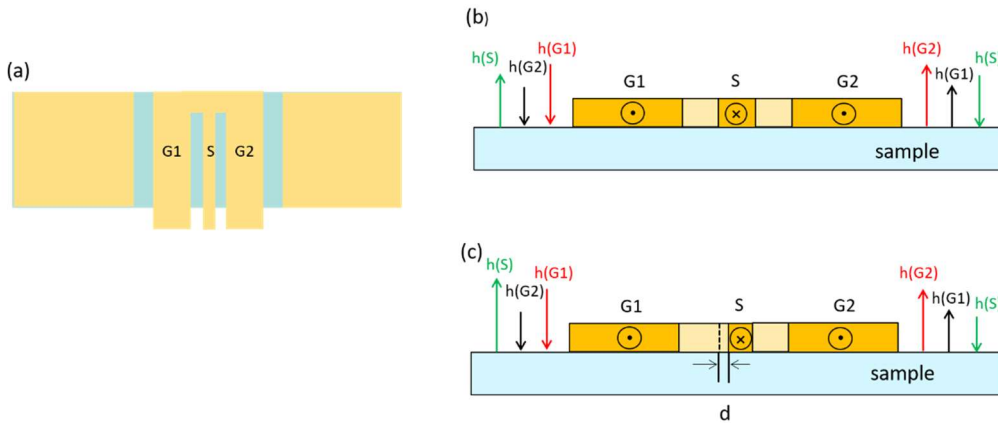 (a)
G1 S G2
(b)
h(S) h(G2) h(G1) G1 S G2 h(G2) h(G1) h(S)
sample
(c)
h(S) h(G2) h(G1) G1 S G2 h(G2) h(G1) h(S)
sample
d